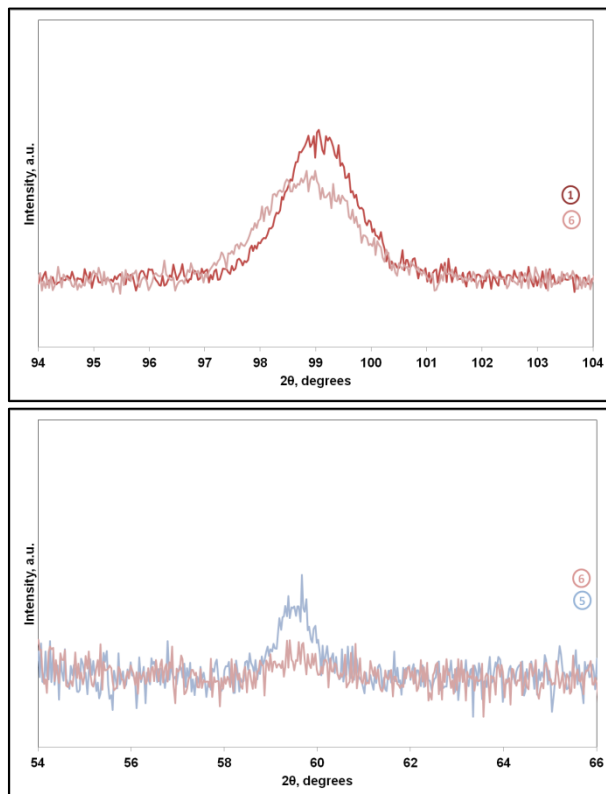 Intensity, a.u.
1
6
94 95 96 97 98 99 100 101 102 103 104
2θ, degrees
Intensity, a.u.
6
5
54 56 58 60 62 64 66
2θ, degrees